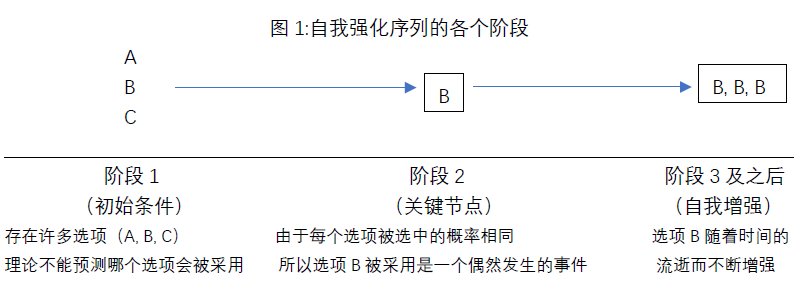 图 1:自我强化序列的各个阶段
A
B
C
B
B, B, B
阶段 1
(初始条件)
存在许多选项(A, B, C)
理论不能预测哪个选项会被采用
阶段 2
(关键节点)
由于每个选项被选中的概率相同
所以选项 B 被采用是一个偶然发生的事件
阶段 3 及之后
(自我增强)
选项 B 随着时间的
流逝而不断增强